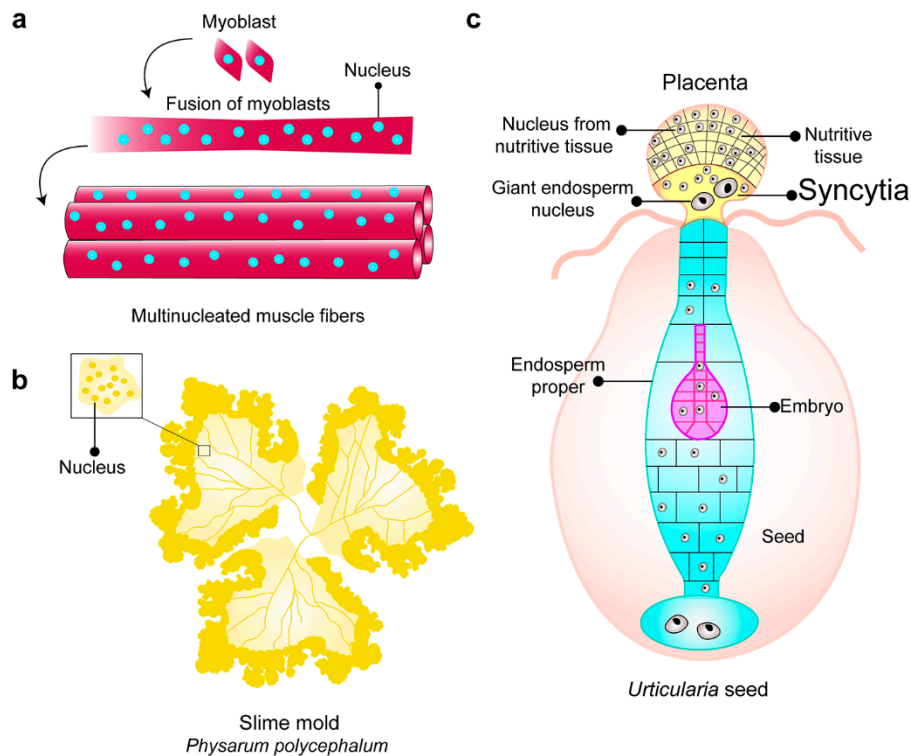 a
Myoblast
Nucleus
Fusion of myoblasts
Multinucleated muscle fibers
b
Nucleus
Slime mold
Physarum polycephalum
c
Placenta
Nucleus from
nutritive tissue
Nutritive
tissue
Giant endosperm
nucleus
Syncytia
Endosperm
proper
Embryo
Seed
Urticularia seed